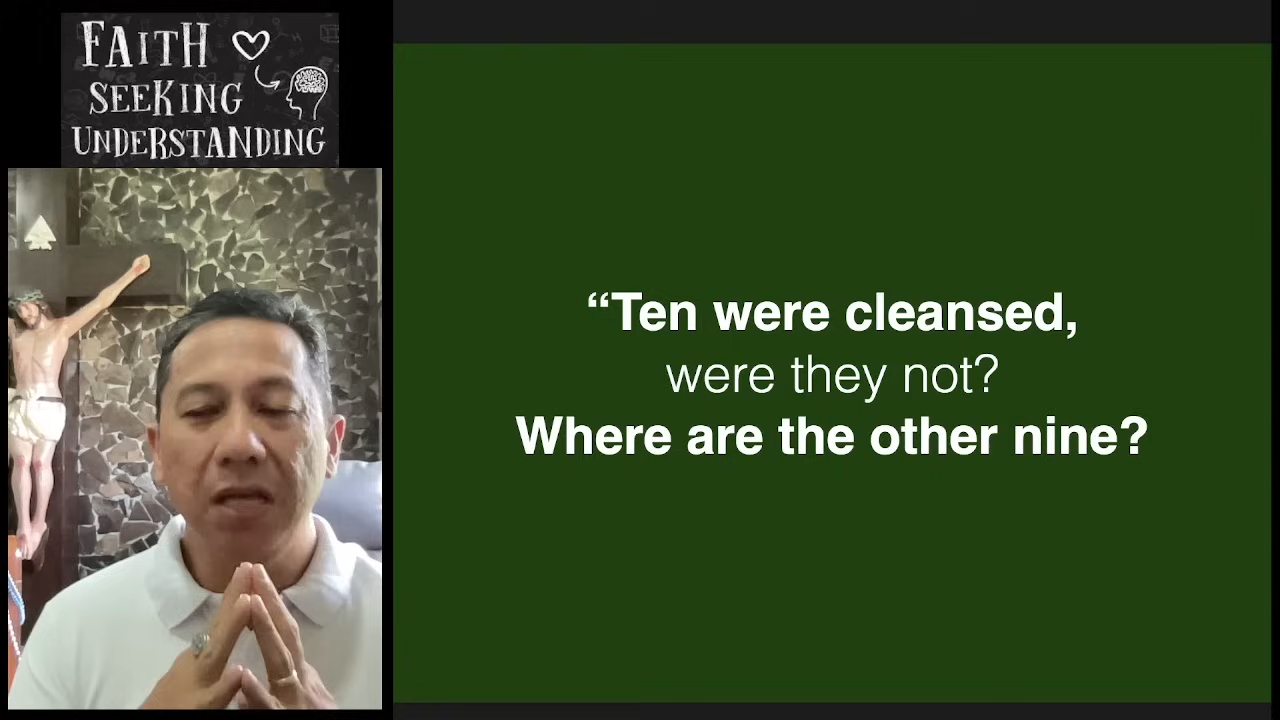 FAITH
SEEKING
UNDERSTANDING
“Ten were cleansed,
were they not?
Where are the other nine?